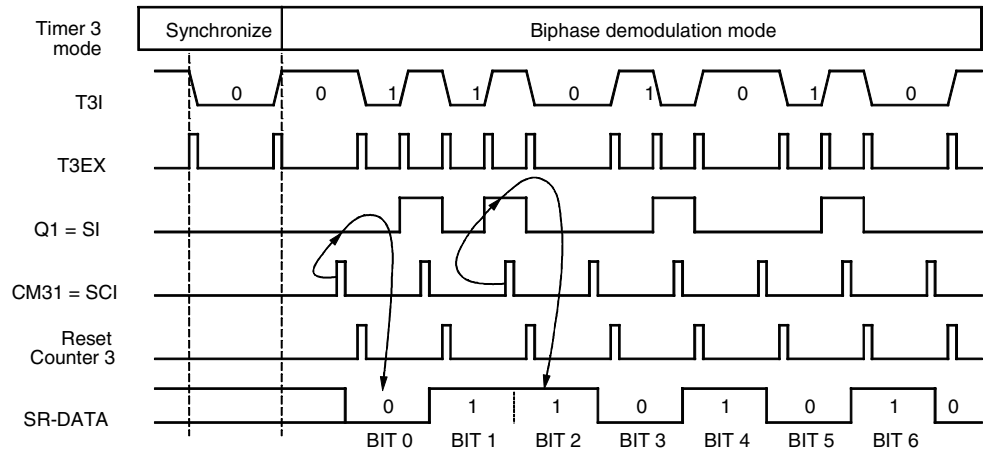 Timer 3
mode
Synchronize
Biphase demodulation mode
T3I
0 0 1 1 0 1 0 1 0
T3EX
Q1 = SI
CM31 = SCI
Reset
Counter 3
SR-DATA
0 1 1 0 1 0 1 0
BIT 0 BIT 1 BIT 2 BIT 3 BIT 4 BIT 5 BIT 6